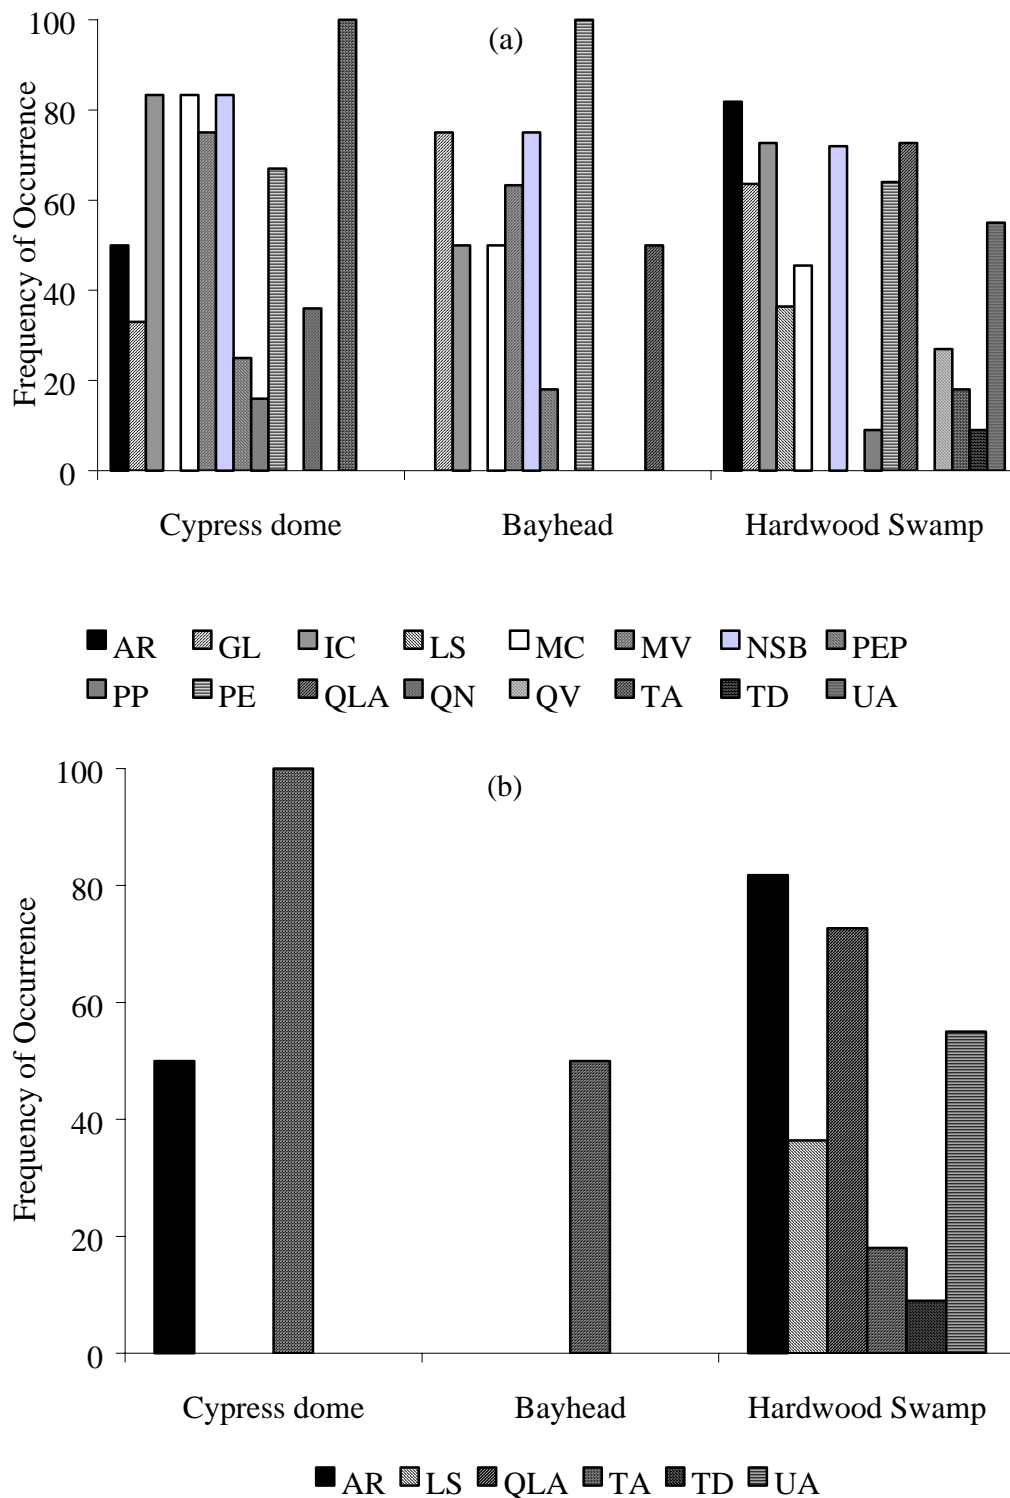 (a)
Frequency of Occurrence
100
80
60
40
20
0
Cypress dome Bayhead Hardwood Swamp
AR GL IC LS MC MV NSB PEP
PP PE QLA QN QV TA TD UA
(b)
Frequency of Occurrence
100
80
60
40
20
0
Cypress dome Bayhead Hardwood Swamp
AR LS QLA TA TD UA